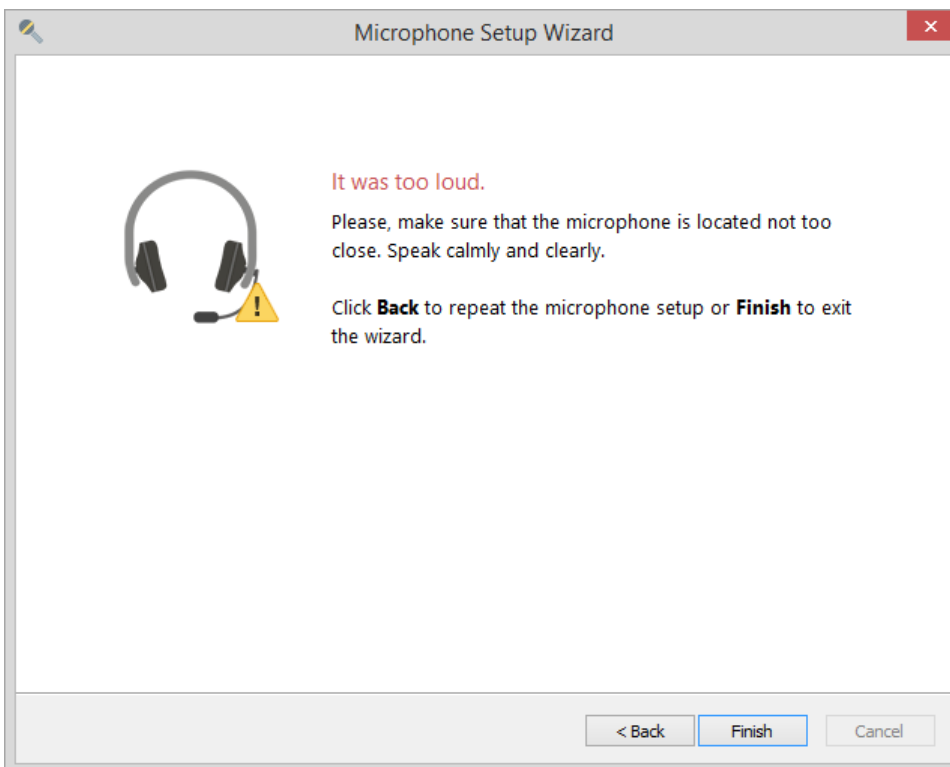 Microphone Setup Wizard
It was too loud.
Please, make sure that the microphone is located not too
close. Speak calmly and clearly.
Click Back to repeat the microphone setup or Finish to exit
the wizard.
< Back
Finish
Cancel